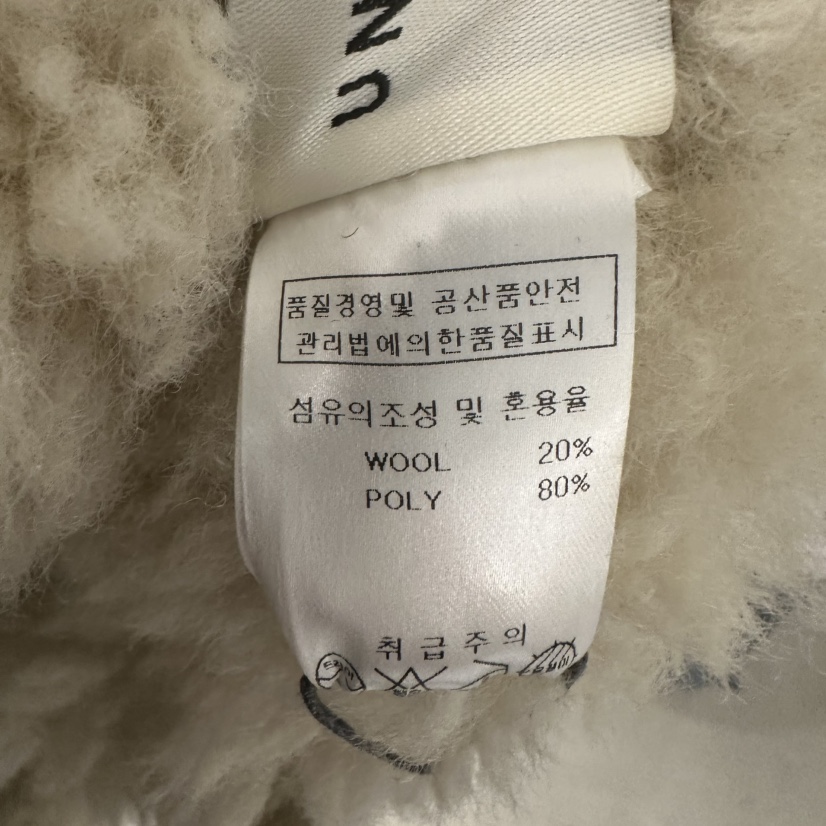 UN
품질경영및 공산품안전
관리법에의한품질표시
섬유의조성 및 혼용율
WOOL 20%
POLY 80%
취급주의